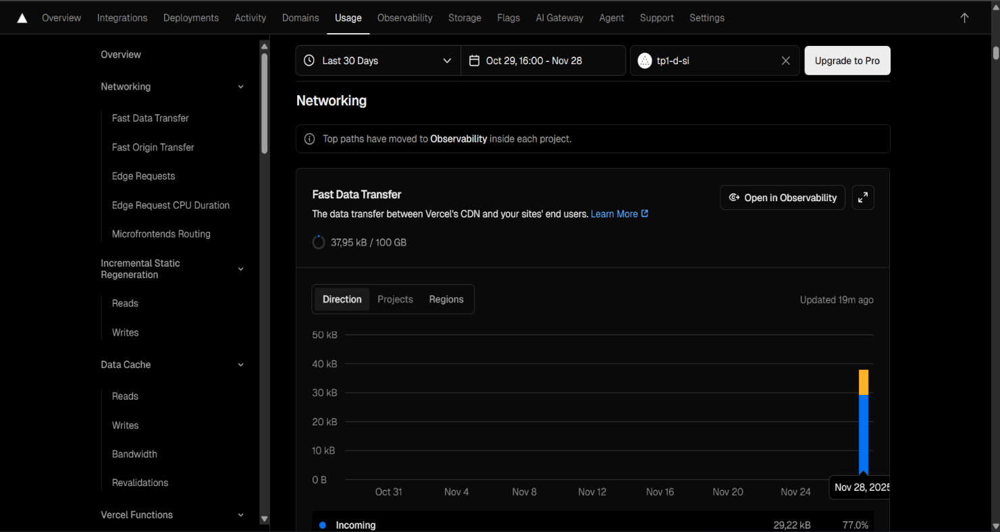 Overview Integrations Deployments Activity Domains Usage Observability Storage Flags AI Gateway Agent Support Settings
Overview
Networking
Fast Data Transfer
Fast Origin Transfer
Edge Requests
Edge Request CPU Duration
Microfrontends Routing
Incremental Static
Regeneration
Reads
Writes
Data Cache
Reads
Writes
Bandwidth
Revalidations
Vercel Functions
Last 30 Days Oct 29, 16:00 - Nov 28 tp1-d-si Upgrade to Pro
Networking
Top paths have moved to Observability inside each project.
Fast Data Transfer
Open in Observability
The data transfer between Vercel's CDN and your sites' end users. Learn More
37,95 kB / 100 GB
Direction Projects Regions
Updated 19m ago
50 kB
40 kB
30 kB
20 kB
10 kB
0 B
Oct 31 Nov 4 Nov 8 Nov 12 Nov 16 Nov 20 Nov 24
Nov 28, 2025
Incoming 29,22 kB 77.0%